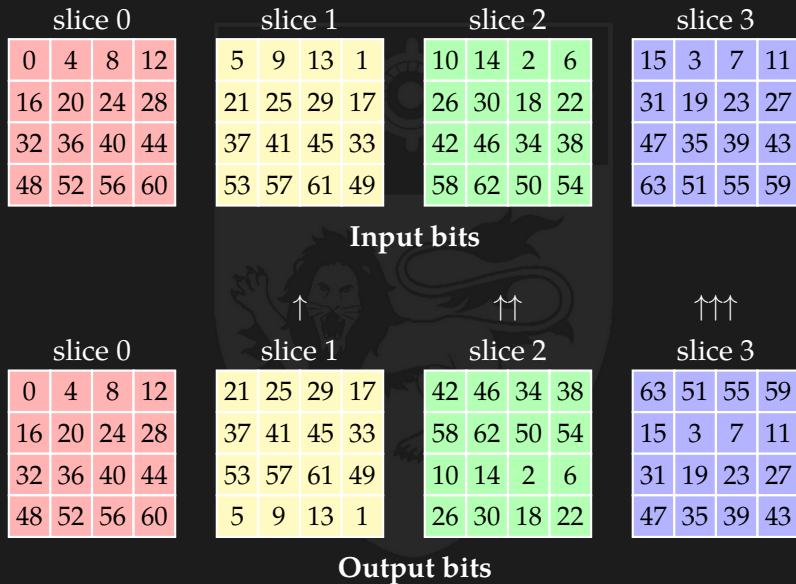 slice 0 slice 1 slice 2 slice 3
0 4 8 12 5 9 13 1 10 14 2 6 15 3 7 11
16 20 24 28 21 25 29 17 26 30 18 22 31 19 23 27
32 36 40 44 37 41 45 33 42 46 34 38 47 35 39 43
48 52 56 60 53 57 61 49 58 62 50 54 63 51 55 59
Input bits
↑ ↑↑ ↑↑↑
slice 0 slice 1 slice 2 slice 3
0 4 8 12 21 25 29 17 42 46 34 38 63 51 55 59
16 20 24 28 37 41 45 33 58 62 50 54 15 3 7 11
32 36 40 44 53 57 61 49 10 14 2 6 31 19 23 27
48 52 56 60 5 9 13 1 26 30 18 22 47 35 39 43
Output bits